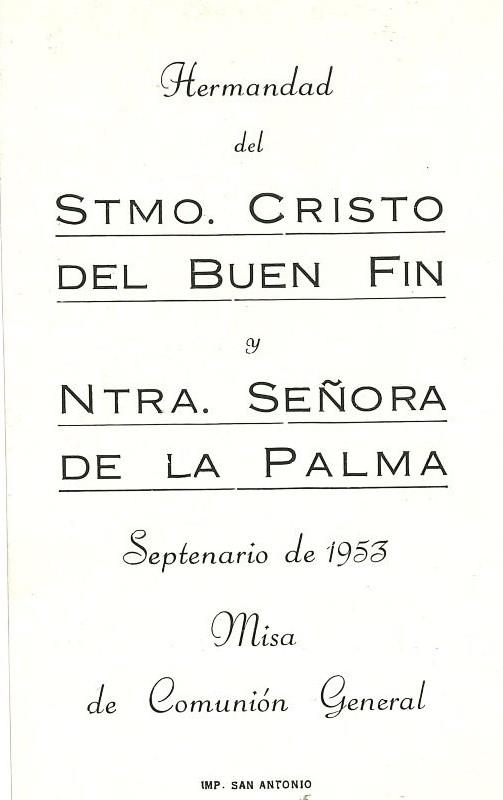 Hermandad
del
STMO. CRISTO
DEL BUEN FIN
y
NTRA. SEÑORA
DE LA PALMA
Septenario de 1953
Misa
de Comunión General
IMP. SAN ANTONIO